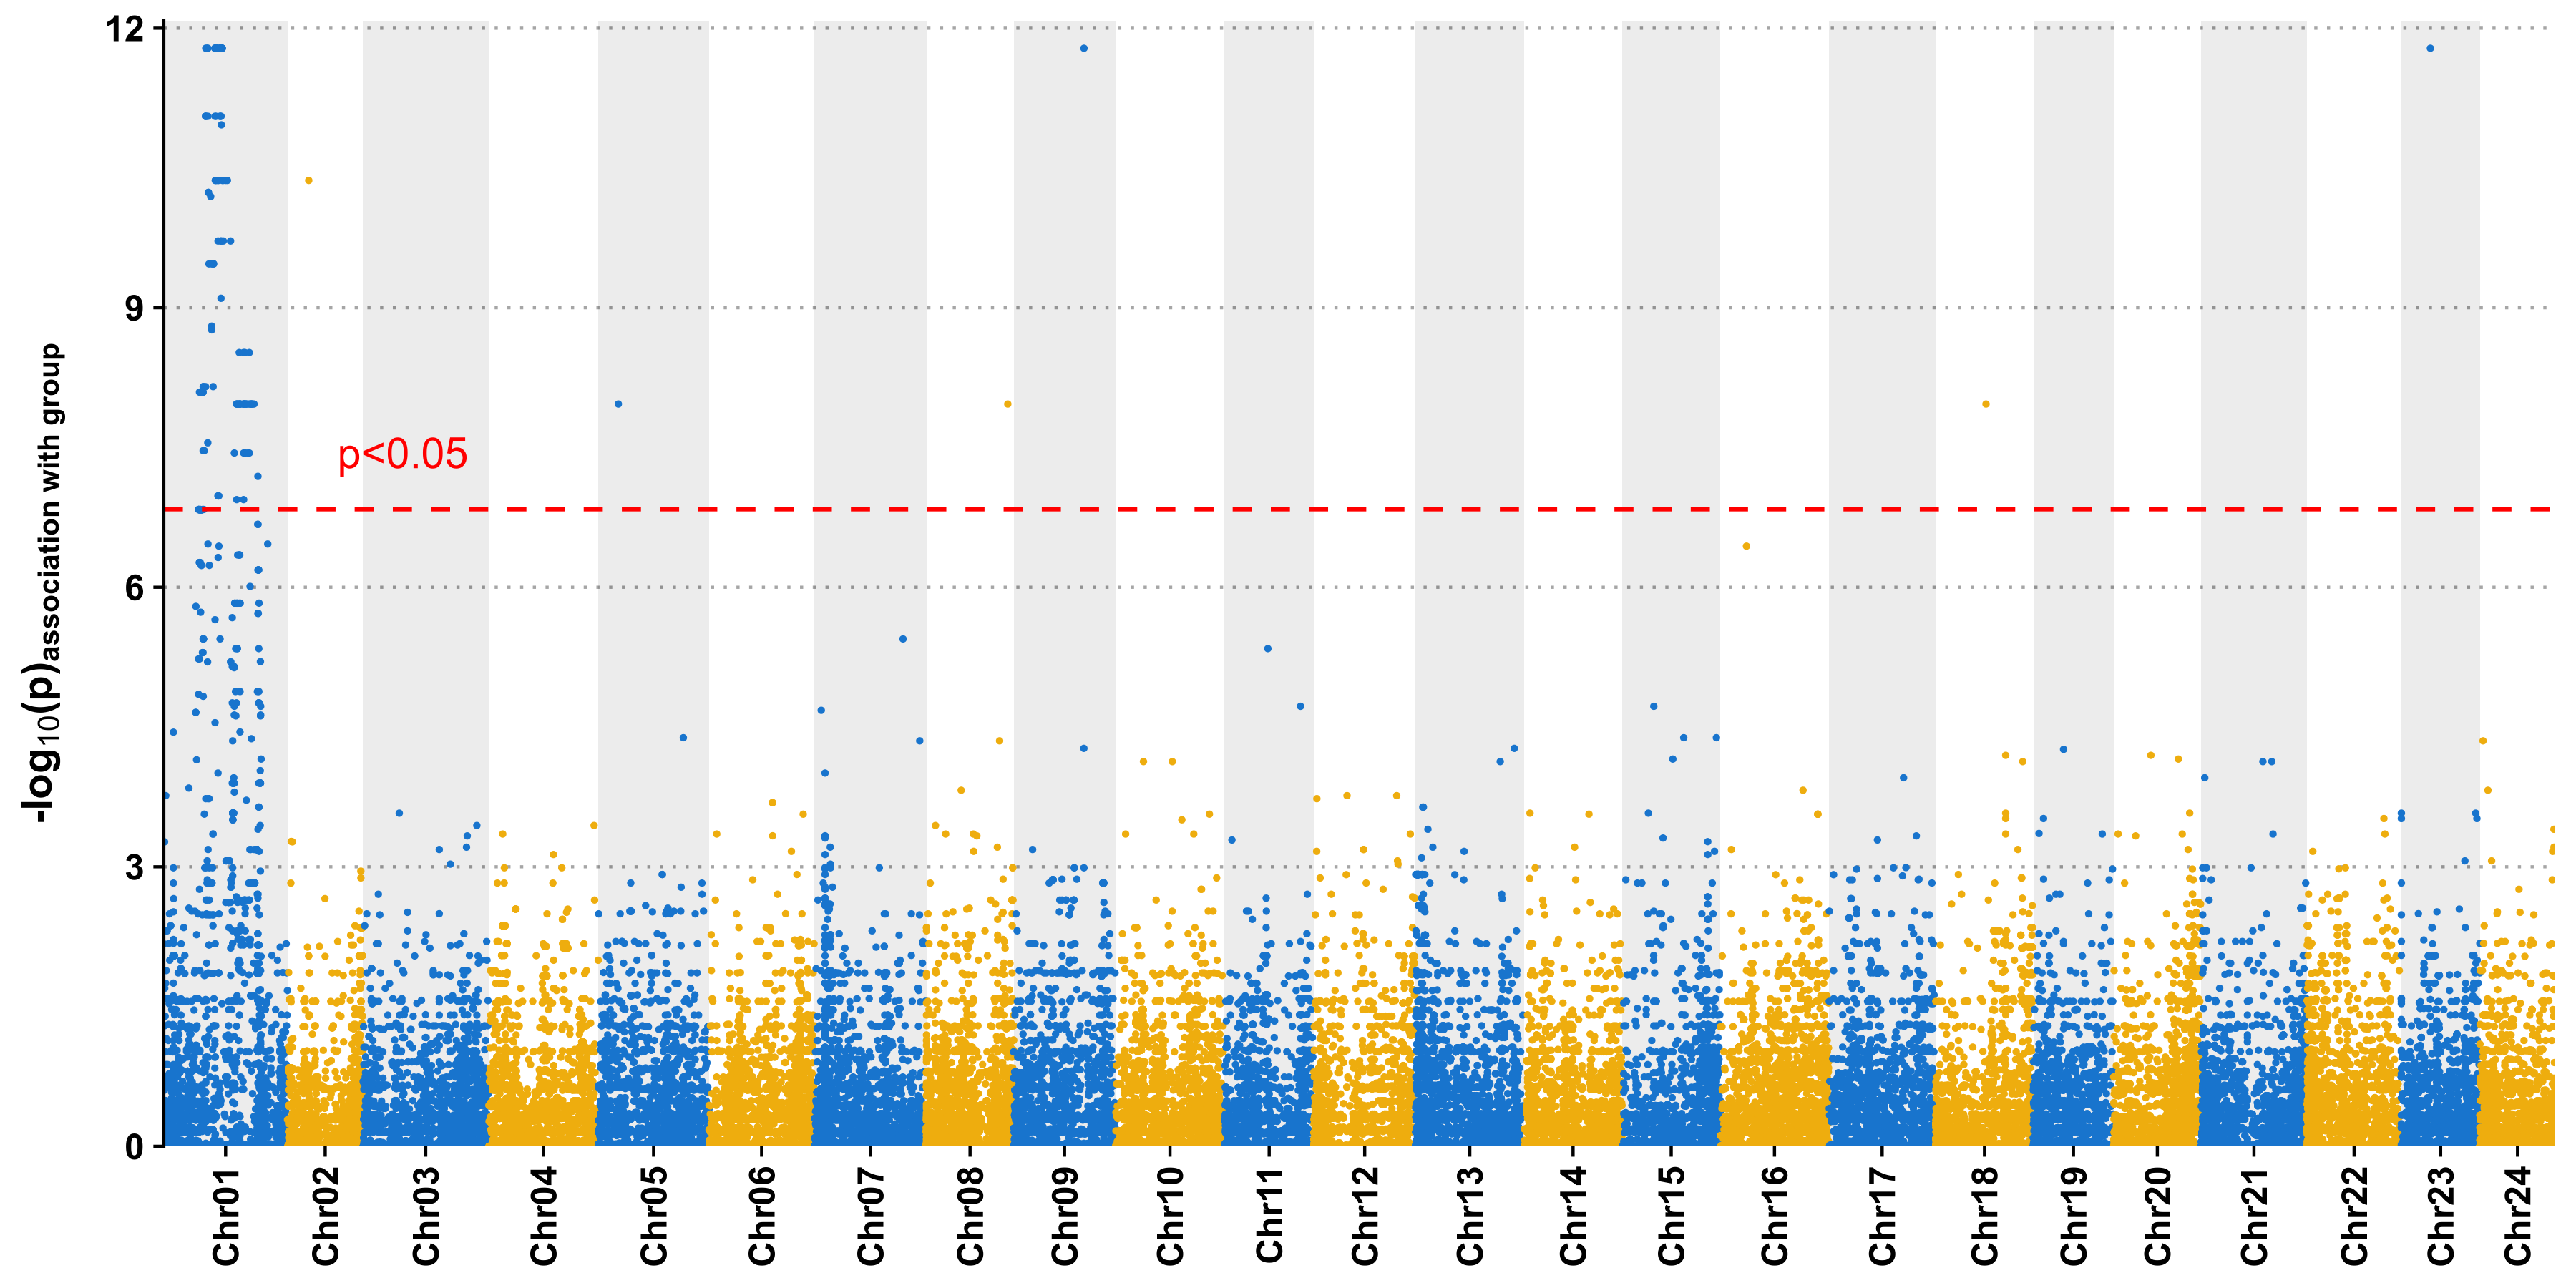 -log10(p)association with group
12
9
6
3
0
p<0.05
Chr01
Chr02
Chr03
Chr04
Chr05
Chr06
Chr07
Chr08
Chr09
Chr10
Chr11
Chr12
Chr13
Chr14
Chr15
Chr16
Chr17
Chr18
Chr19
Chr20
Chr21
Chr22
Chr23
Chr24